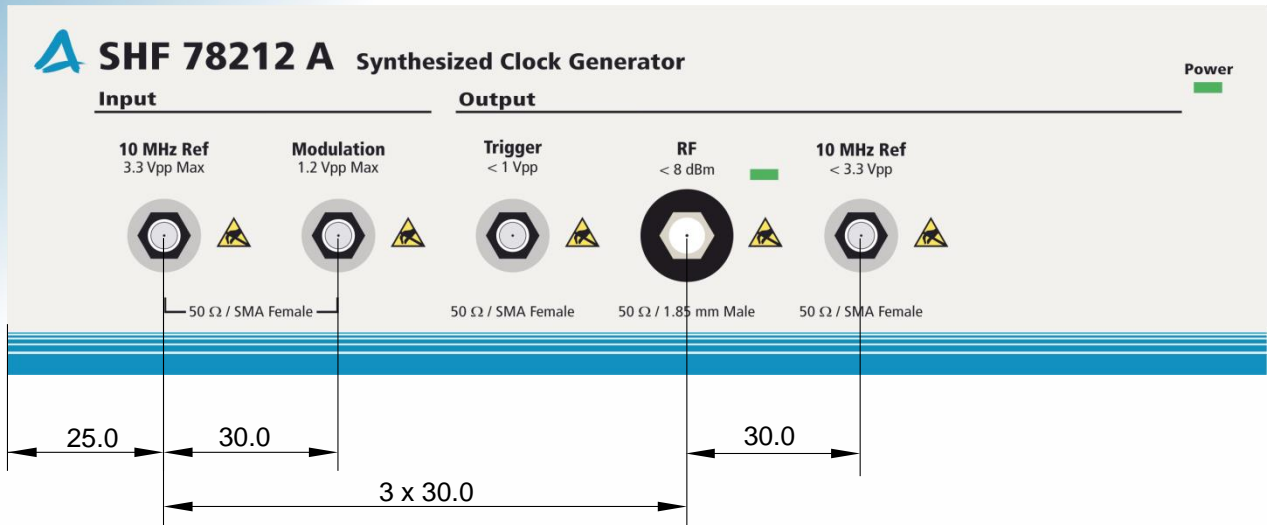 SHF 78212 A Synthesized Clock Generator
Power
Input
Output
10 MHz Ref
3.3 Vpp Max
Modulation
1.2 Vpp Max
Trigger
< 1 Vpp
RF
< 8 dBm
10 MHz Ref
< 3.3 Vpp
50 Ω / SMA Female
50 Ω / SMA Female
50 Ω / 1.85 mm Male
50 Ω / SMA Female
25.0
30.0
30.0
3 x 30.0